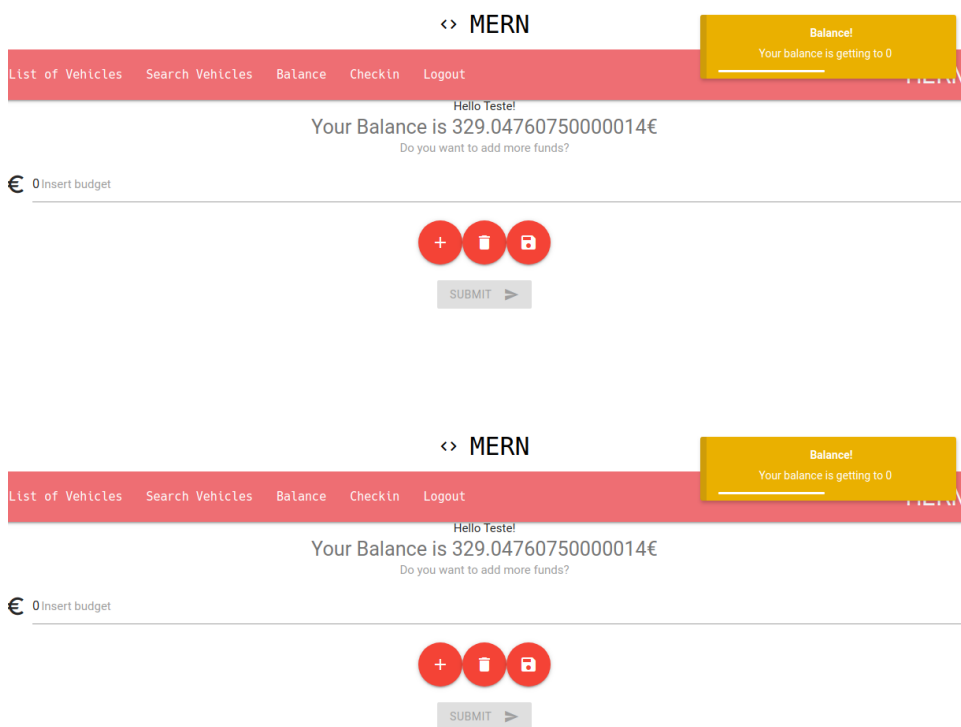 <> MERN
Balance!
Your balance is getting to 0
List of Vehicles Search Vehicles Balance Checkin Logout
MERN
Hello Teste!
Your Balance is 329.04760750000014€
Do you want to add more funds?
€ 0 Insert budget
+
SUBMIT
<> MERN
Balance!
Your balance is getting to 0
List of Vehicles Search Vehicles Balance Checkin Logout
MERN
Hello Teste!
Your Balance is 329.04760750000014€
Do you want to add more funds?
€ 0 Insert budget
+
SUBMIT